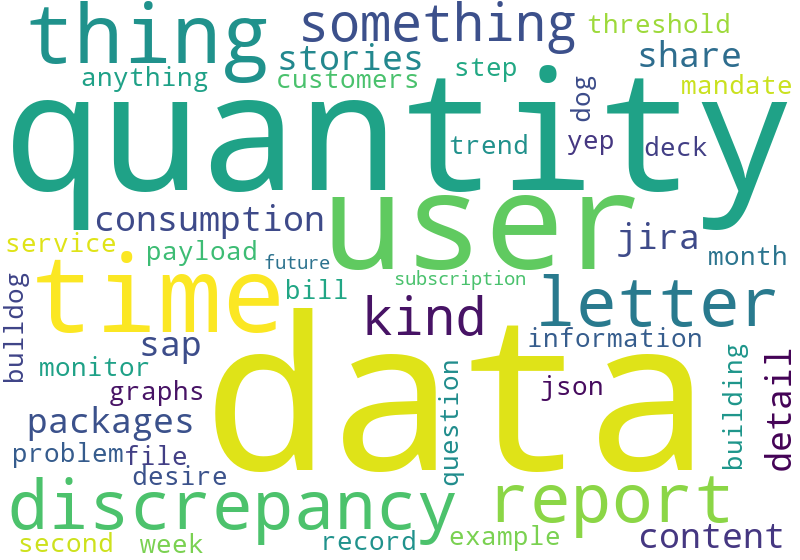 thing
something
threshold
stories
share
anything
customers
step
dog
mandate
quantity
trend
yep
deck
user
consumption
jira
service
payload
future
month
time
bill
subscription
letter
bulldog
kind
sap
information
monitor
data
graphs
json
question
building
detail
packages
problem
file
desire
discrepancy
report
content
second
week
record
example